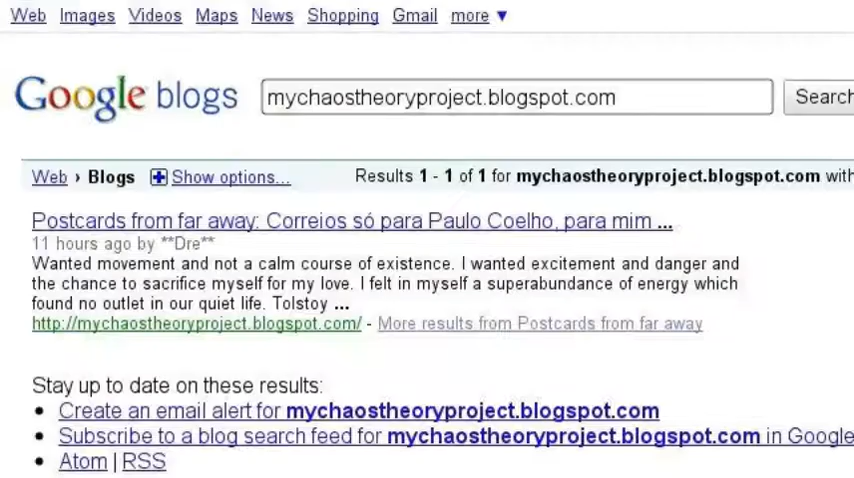 Web Images Videos Maps News Shopping Gmail more ▼
Google blogs mychaostheoryproject.blogspot.com Search
Web › Blogs Show options... Results 1 - 1 of 1 for mychaostheoryproject.blogspot.com with
Postcards from far away: Correios só para Paulo Coelho, para mim ...
11 hours ago by **Dre**
Wanted movement and not a calm course of existence. I wanted excitement and danger and
the chance to sacrifice myself for my love. I felt in myself a superabundance of energy which
found no outlet in our quiet life. Tolstoy ...
http://mychaostheoryproject.blogspot.com/ - More results from Postcards from far away
Stay up to date on these results:
• Create an email alert for mychaostheoryproject.blogspot.com
• Subscribe to a blog search feed for mychaostheoryproject.blogspot.com in Google
• Atom | RSS